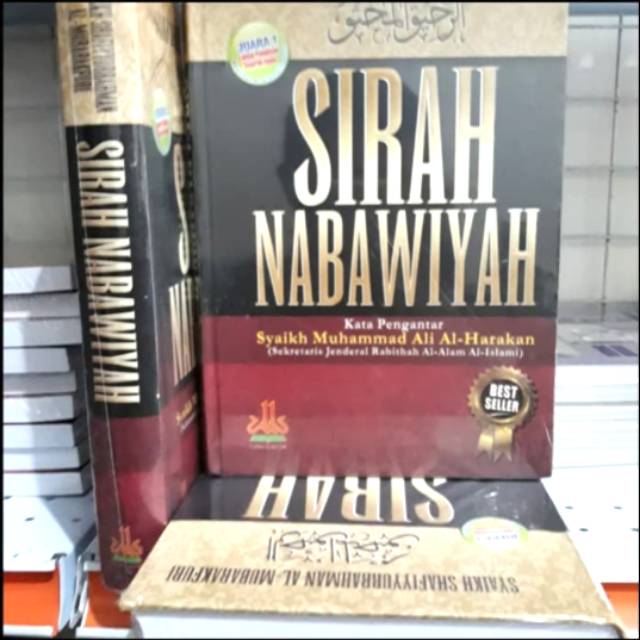 الرحيق المختوم
JUARA 1
SIRAH
NABAWIYAH
Kata Pengantar
Syaikh Muhammad Ali Al-Harakan
(Sekretaris Jenderal Rabithah Al-Alam Al-Islami)
BEST
SELLER
SIRAH NABAWIYAH
SIRAH
SYAIKH SHAFIYYURRAHMAN AL-MUBARAKFURI